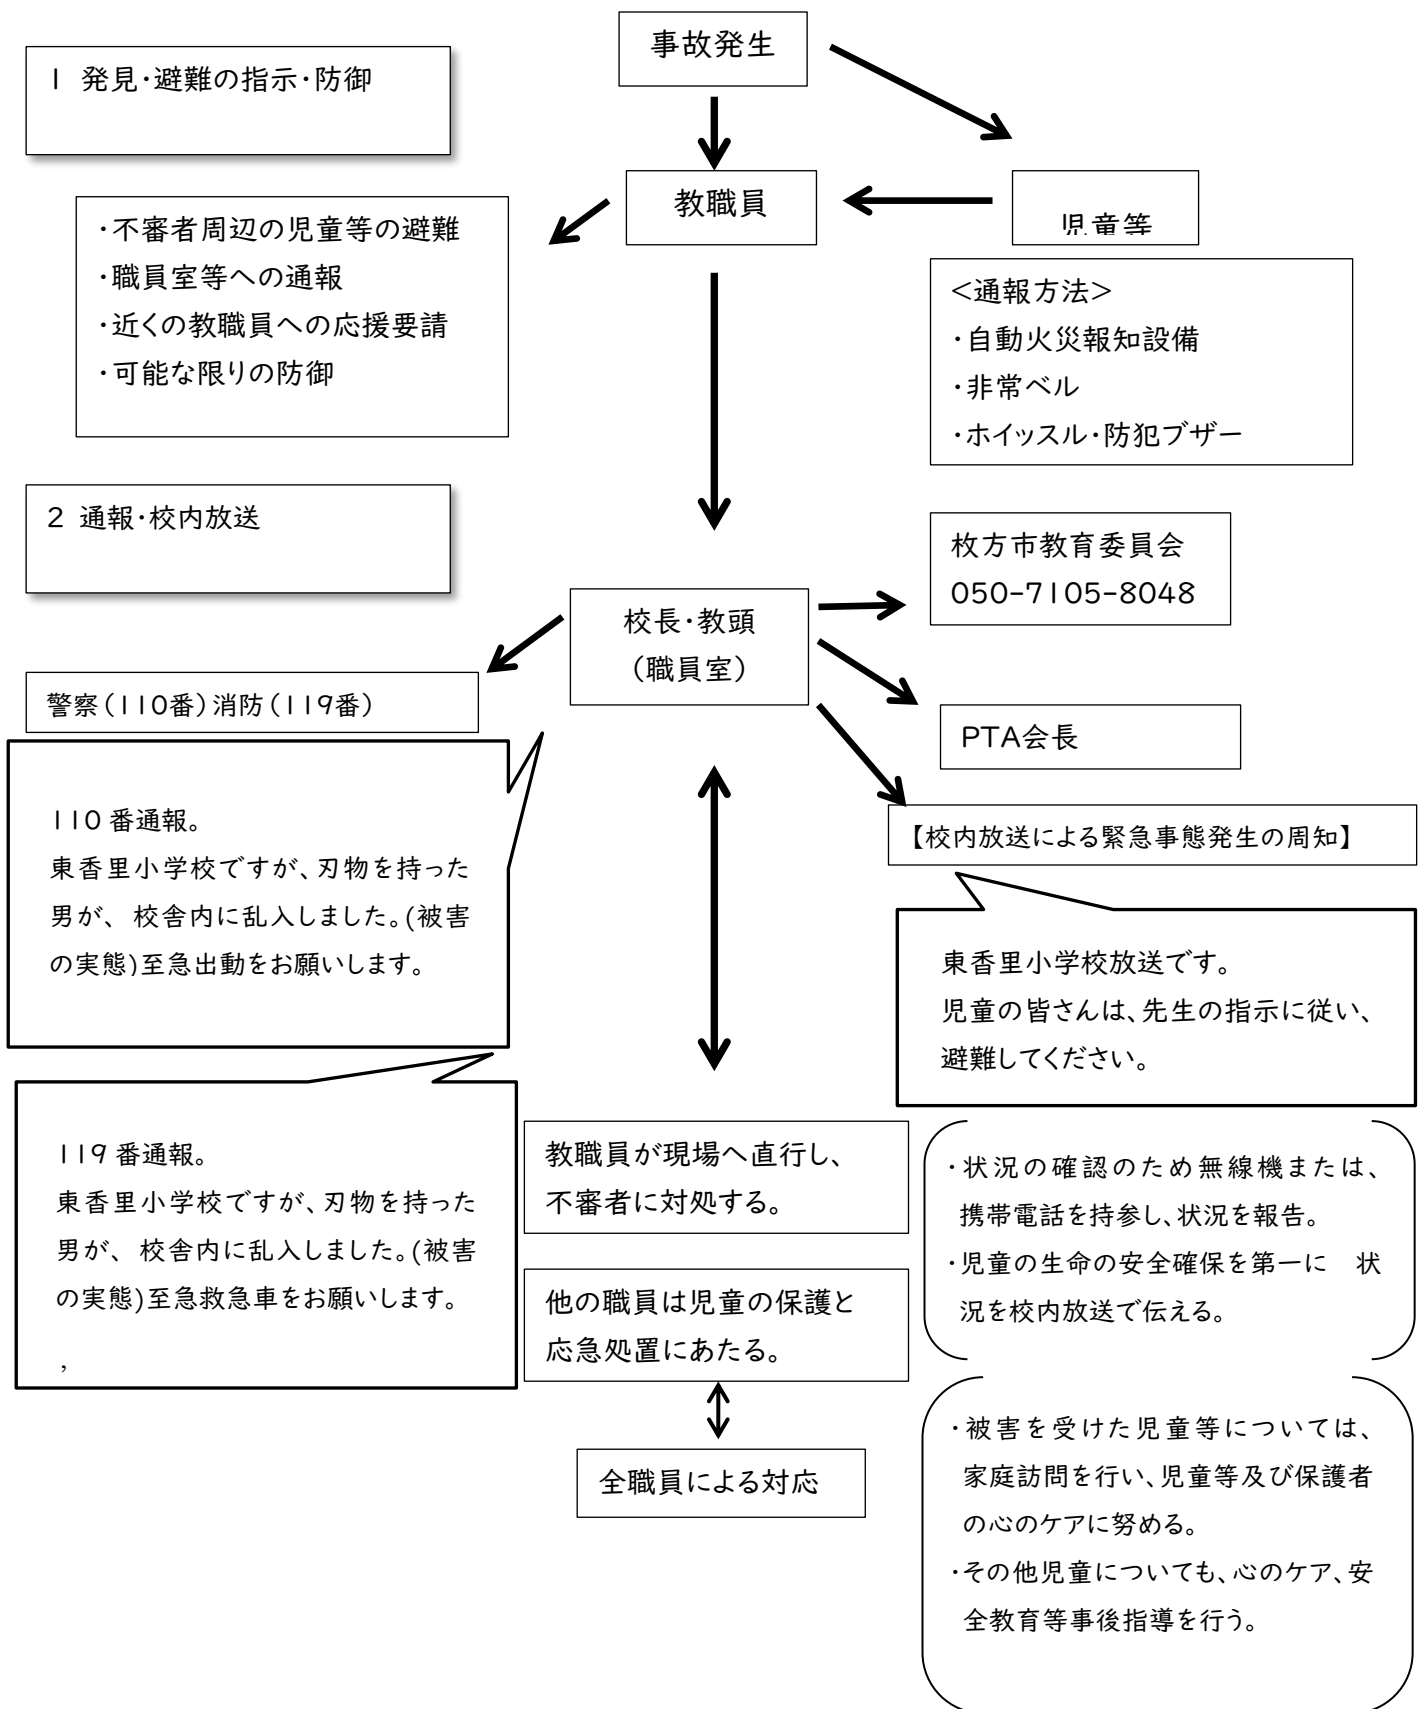 事故発生
1 発見・避難の指示・防御
教職員
児童等
・不審者周辺の児童等の避難
・職員室等への通報
・近くの教職員への応援要請
・可能な限りの防御
<通報方法>
・自動火災報知設備
・非常ベル
・ホイッスル・防犯ブザー
2 通報・校内放送
枚方市教育委員会
050-7105-8048
校長・教頭
(職員室)
警察(110番)消防(119番)
PTA会長
110番通報。
東香里小学校ですが、刃物を持った
男が、 校舎内に乱入しました。(被害
の実態)至急出動をお願いします。
【校内放送による緊急事態発生の周知】
東香里小学校放送です。
児童の皆さんは、先生の指示に従い、
避難してください。
119番通報。
東香里小学校ですが、刃物を持った
男が、 校舎内に乱入しました。(被害
の実態)至急救急車をお願いします。
,
教職員が現場へ直行し、
不審者に対処する。
・状況の確認のため無線機または、
携帯電話を持参し、状況を報告。
・児童の生命の安全確保を第一に 状
況を校内放送で伝える。
他の職員は児童の保護と
応急処置にあたる。
全職員による対応
・被害を受けた児童等については、
家庭訪問を行い、児童等及び保護者
の心のケアに努める。
・その他児童についても、心のケア、安
全教育等事後指導を行う。